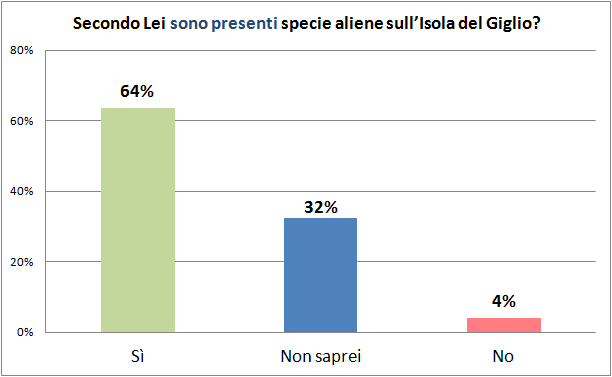 Secondo Lei sono presenti specie aliene sull'Isola del Giglio?
80%
60%
40%
20%
0%
64%
32%
4%
Sì
Non saprei
No